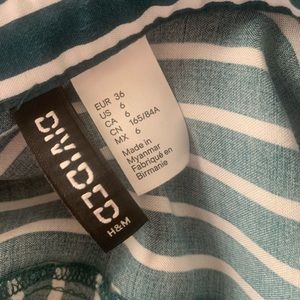 DIVIDED
H&M
EUR 36
US 6
CA 6
CN 165/84A
MX 6
Made in
Myanmar
Fabriqué en
Birmanie